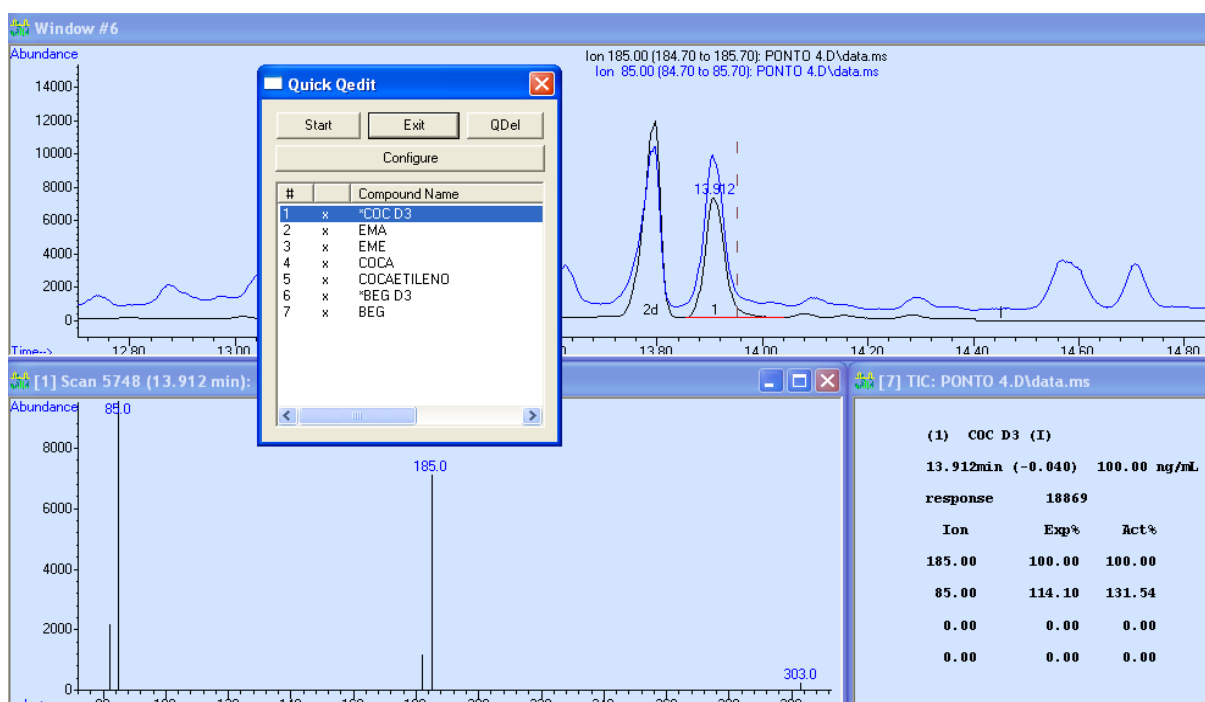 Window #6
Abundance
Ion 185.00 (184.70 to 185.70): PONTO 4.D\data.ms
Ion 85.00 (84.70 to 85.70): PONTO 4.D\data.ms
14000
12000
10000
8000
6000
4000
2000
0
13.912
2d
1
Time-->
12.80
13.00
13.80
14.00
14.20
14.40
14.60
14.80
Quick Qedit
Start Exit QDel
Configure
# Compound Name
1 x *COC D3
2 x EMA
3 x EME
4 x COCA
5 x COCAETILENO
6 x *BEG D3
7 x BEG
[1] Scan 5748 (13.912 min):
Abundance
85.0
185.0
303.0
8000
6000
4000
2000
0
[7] TIC: PONTO 4.D\data.ms
(1) COC D3 (I)
13.912min (-0.040) 100.00 ng/mL
response 18869
Ion Exp% Act%
185.00 100.00 100.00
85.00 114.10 131.54
0.00 0.00 0.00
0.00 0.00 0.00